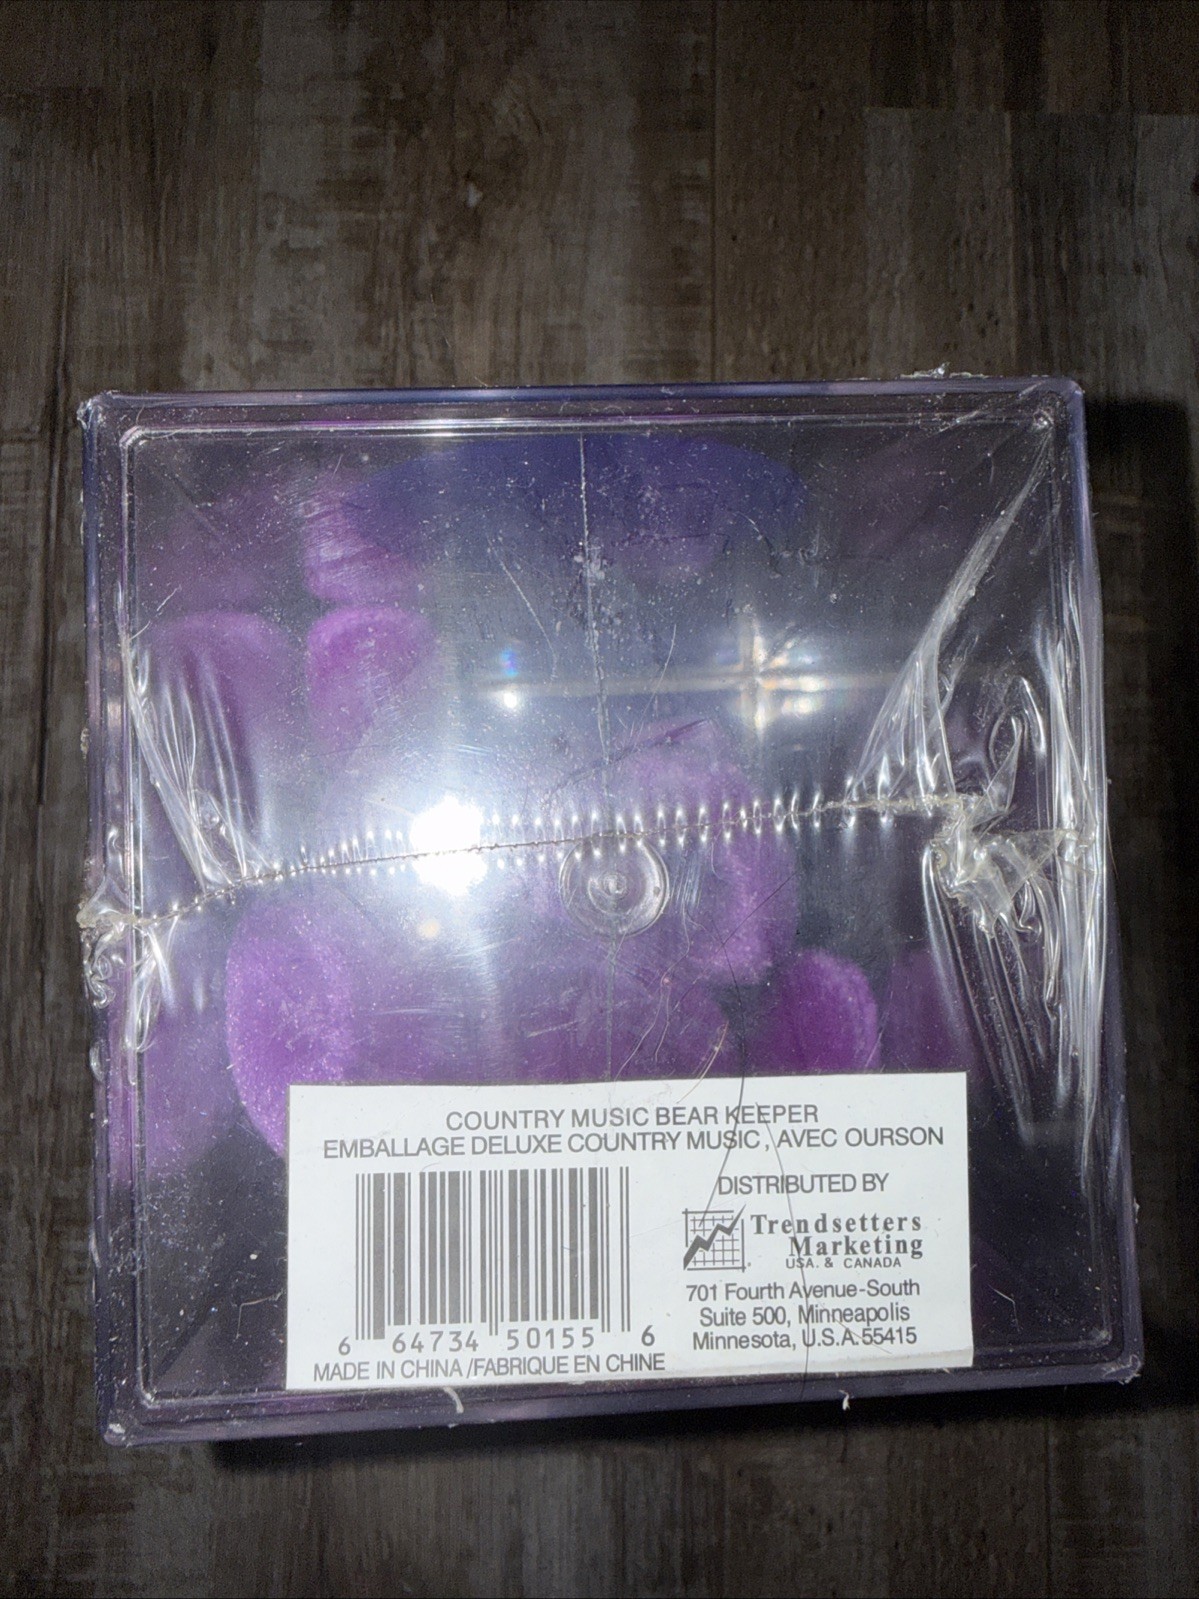 COUNTRY MUSIC BEAR KEEPER
EMBALLAGE DELUXE COUNTRY MUSIC, AVEC OURSON
DISTRIBUTED BY
Trendsetters
Marketing
USA. & CANADA
701 Fourth Avenue-South
Suite 500, Minneapolis
Minnesota, U.S.A. 55415
6 64734 50155 6
MADE IN CHINA/FABRIQUE EN CHINE